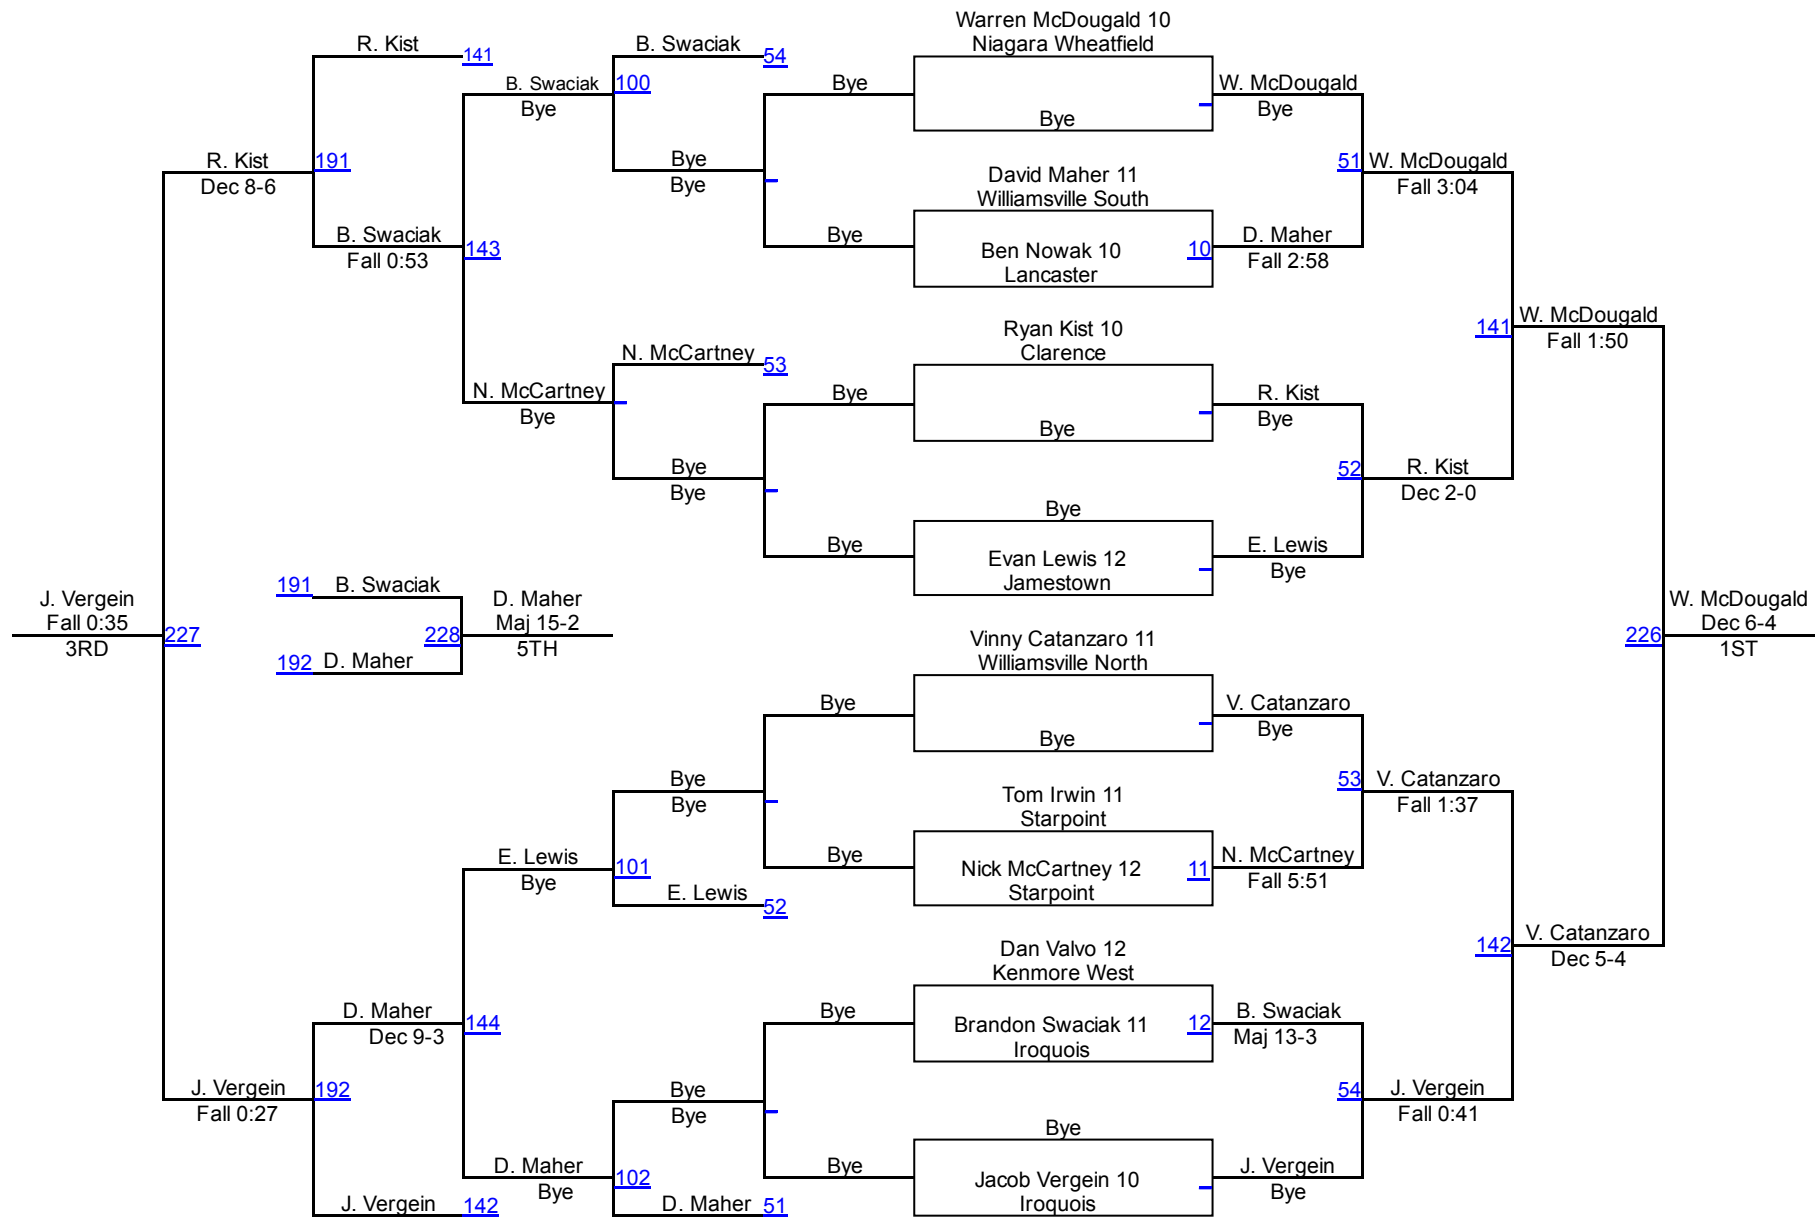 Warren McDougald 10
Niagara Wheatfield
R. Kist
141
B. Swaciak
54
B. Swaciak
Bye
100
Bye
Bye
W. McDougald
Bye
Bye
Bye
R. Kist
Dec 8-6
191
51
W. McDougald
Fall 3:04
David Maher 11
Williamsville South
B. Swaciak
Fall 0:53
143
Bye
Ben Nowak 10
Lancaster
10
D. Maher
Fall 2:58
Ryan Kist 10
Clarence
141
W. McDougald
Fall 1:50
N. McCartney
53
N. McCartney
Bye
Bye
Bye
R. Kist
Bye
Bye
Bye
52
R. Kist
Dec 2-0
Bye
Bye
Evan Lewis 12
Jamestown
E. Lewis
Bye
J. Vergein
Fall 0:35
3RD
227
191
B. Swaciak
192
D. Maher
228
D. Maher
Maj 15-2
5TH
226
W. McDougald
Dec 6-4
1ST
Vinny Catanzaro 11
Williamsville North
Bye
Bye
V. Catanzaro
Bye
Bye
Bye
53
V. Catanzaro
Fall 1:37
Tom Irwin 11
Starpoint
E. Lewis
Bye
101
Bye
Nick McCartney 12
Starpoint
11
N. McCartney
Fall 5:51
E. Lewis
52
142
V. Catanzaro
Dec 5-4
Dan Valvo 12
Kenmore West
D. Maher
Dec 9-3
144
Bye
Brandon Swaciak 11
Iroquois
12
B. Swaciak
Maj 13-3
J. Vergein
Fall 0:27
192
Bye
Bye
54
J. Vergein
Fall 0:41
Bye
D. Maher
Bye
102
Bye
Jacob Vergein 10
Iroquois
J. Vergein
Bye
J. Vergein
142
D. Maher
51